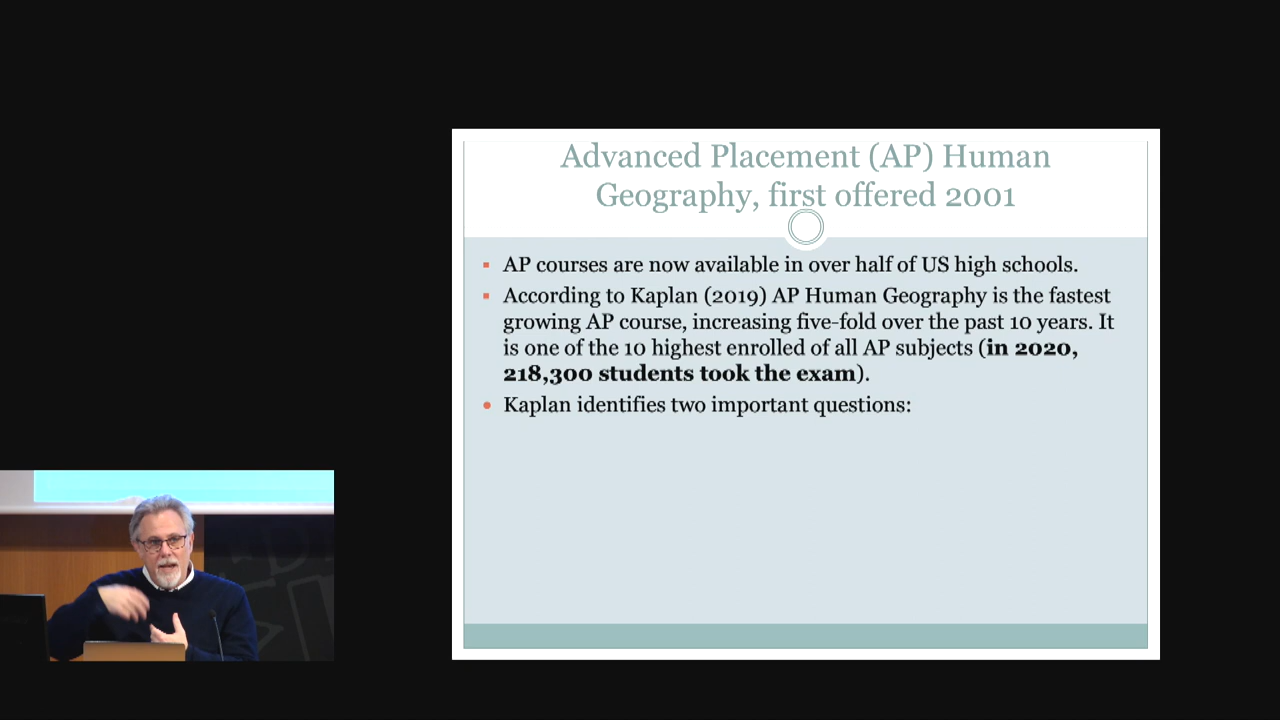 Advanced Placement (AP) Human
Geography, first offered 2001
AP courses are now available in over half of US high schools.
According to Kaplan (2019) AP Human Geography is the fastest
growing AP course, increasing five-fold over the past 10 years. It
is one of the 10 highest enrolled of all AP subjects (in 2020,
218,300 students took the exam).
Kaplan identifies two important questions: